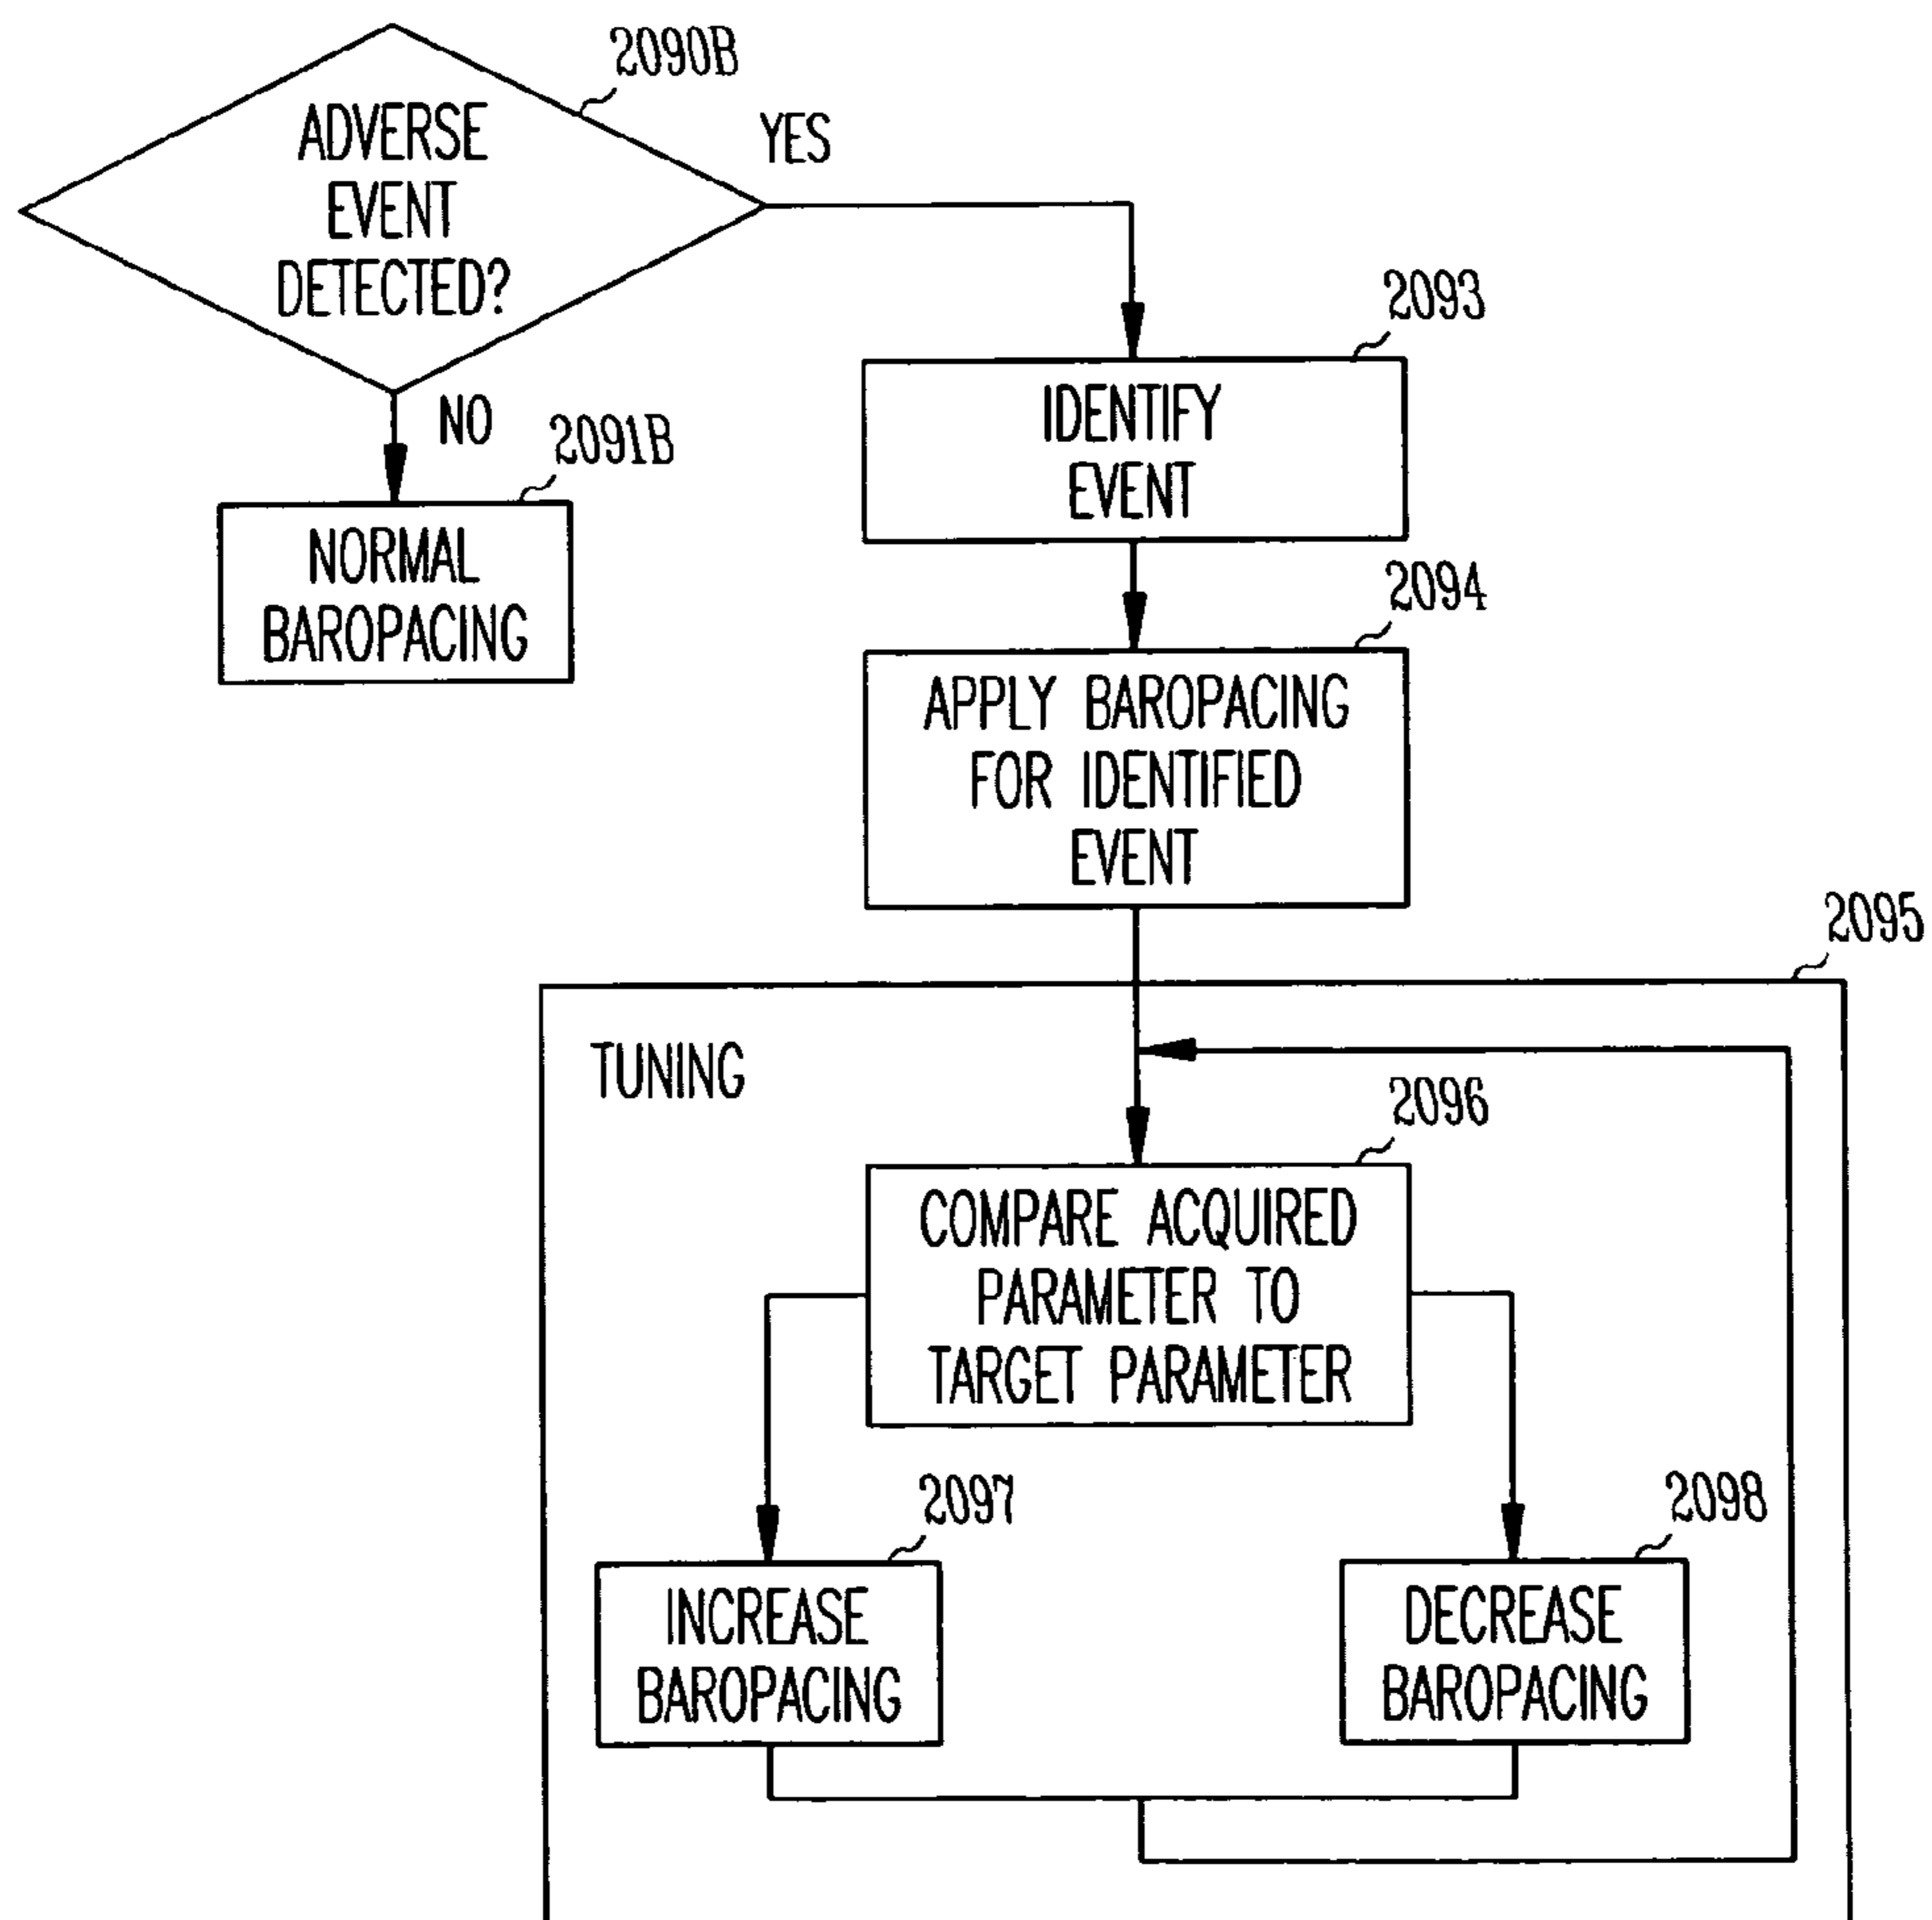 2090B
ADVERSE
EVENT
DETECTED?
YES
NO
2091B
NORMAL
BAROPACING
2093
IDENTIFY
EVENT
2094
APPLY BAROPACING
FOR IDENTIFIED
EVENT
2095
TUNING
2096
COMPARE ACQUIRED
PARAMETER TO
TARGET PARAMETER
2097
INCREASE
BAROPACING
2098
DECREASE
BAROPACING